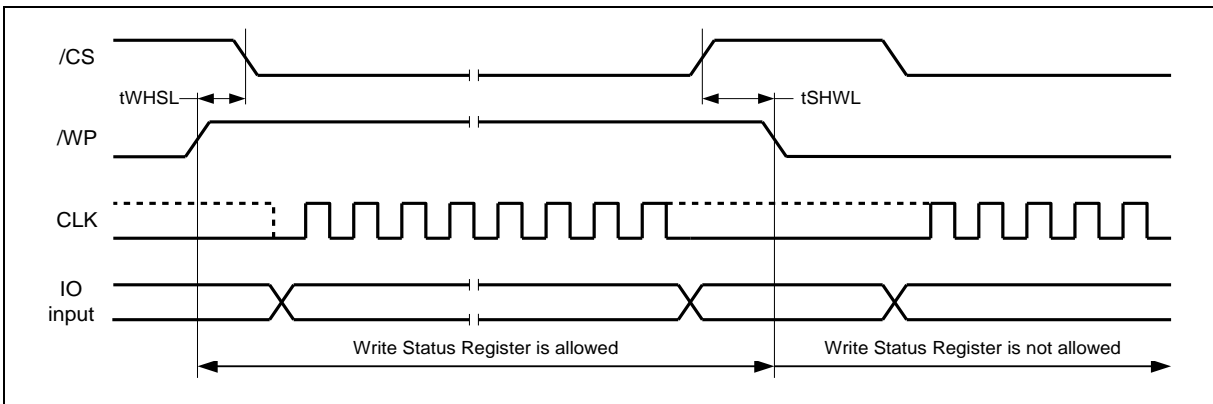 /CS
tWHSL
tSHWL
/WP
CLK
IO
input
Write Status Register is allowed
Write Status Register is not allowed